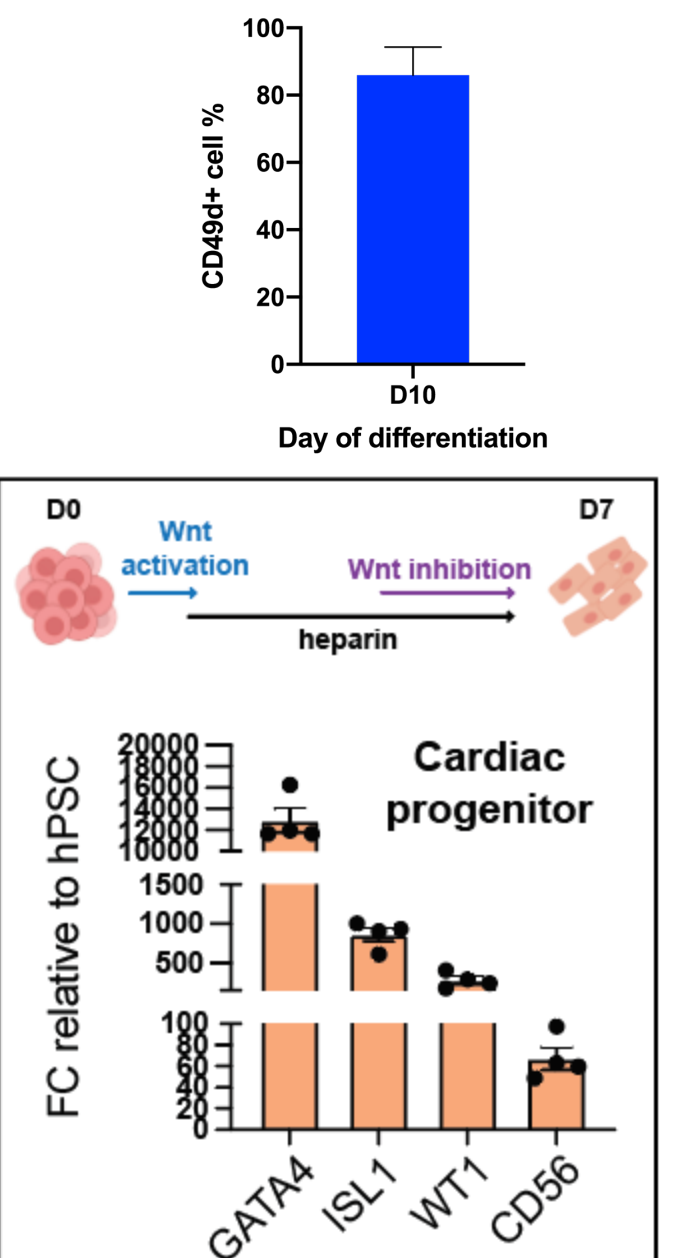 100
80
60
40
20
0
CD49d+ cell %
D10
Day of differentiation
D0
D7
Wnt
activation
Wnt inhibition
heparin
Cardiac
progenitor
FC relative to hPSC
20000
18000
16000
14000
12000
10000
1500
1000
500
100
80
60
40
20
0
GATA4
ISL1
WT1
CD56